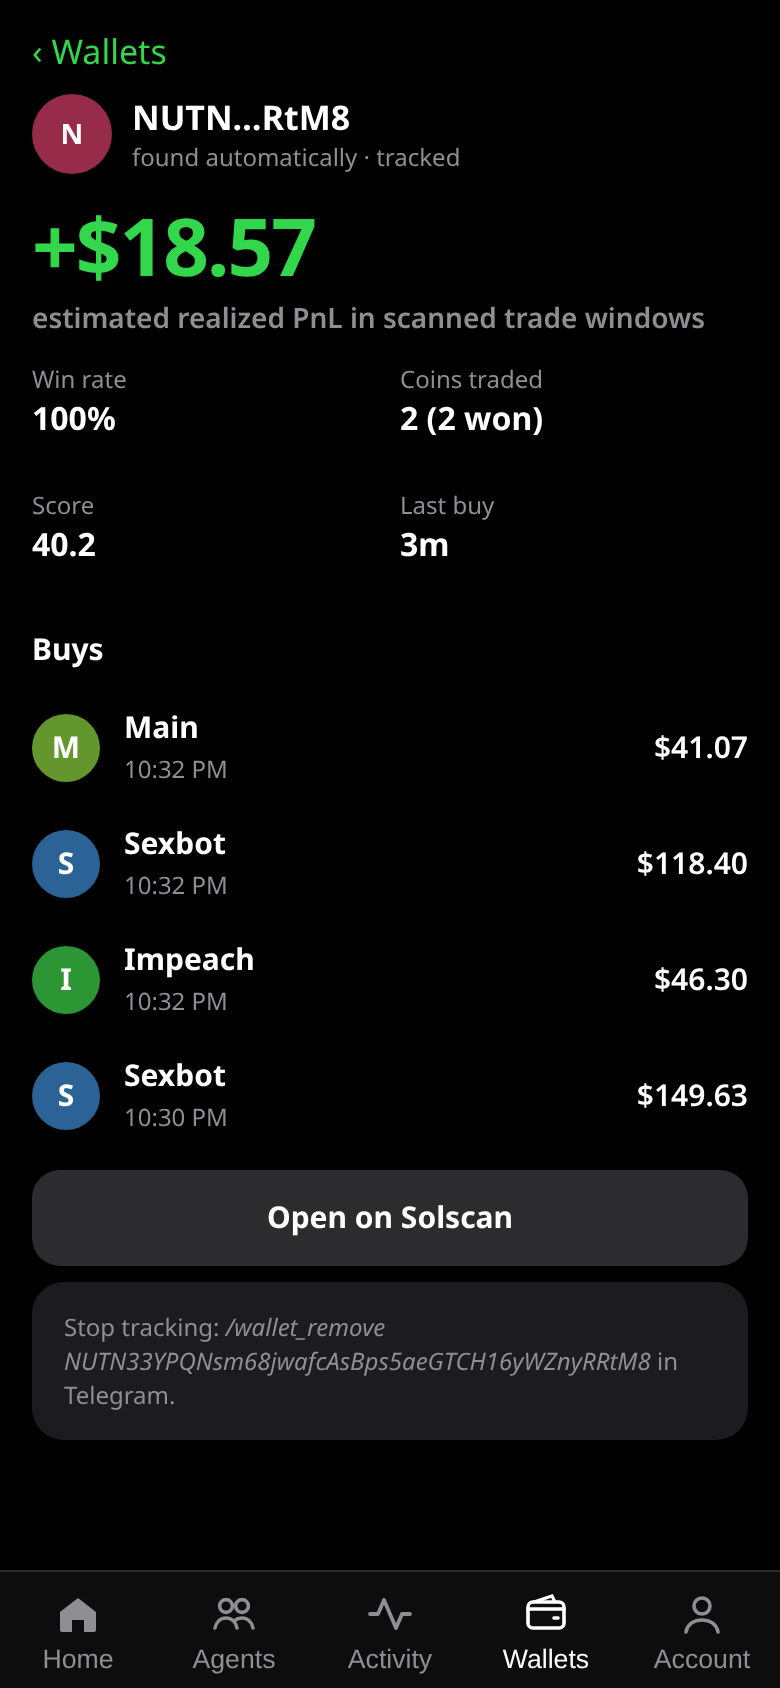 ‹ Wallets
N
NUTN...RtM8
found automatically · tracked
+$18.57
estimated realized PnL in scanned trade windows
Win rate
100%
Coins traded
2 (2 won)
Score
40.2
Last buy
3m
Buys
M
Main
10:32 PM
$41.07
S
Sexbot
10:32 PM
$118.40
I
Impeach
10:32 PM
$46.30
S
Sexbot
10:30 PM
$149.63
Open on Solscan
Stop tracking: /wallet_remove
NUTN33YPQNsm68jwafcAsBps5aeGTCH16yWZnyRRtM8 in
Telegram.
Home
Agents
Activity
Wallets
Account